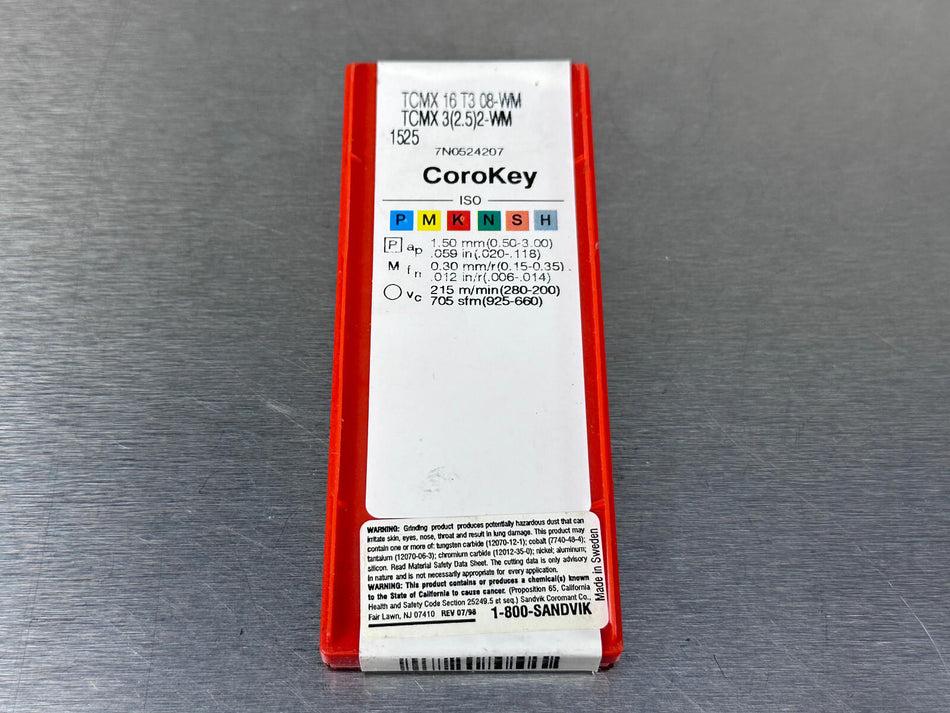 TCMX 16 T3 08-WM
TCMX 3(2.5)2-WM
1525
7N0524207
CoroKey
ISO
P M K N S H
P ap 1.50 mm(0.50-3.00)
.059 in(.020-.118)
M fn 0.30 mm/r(0.15-0.35)
.012 in/r(.006-.014)
vc 215 m/min(280-200)
705 sfm(925-660)
WARNING: Grinding product produces potentially hazardous dust that can
irritate skin, eyes, nose, throat and result in lung damage. This product may
contain one or more of: tungsten carbide (12070-12-1); cobalt (7740-48-4);
tantalum (12070-06-3); chromium carbide (12012-35-0); nickel; aluminum;
silicon. Read Material Safety Data Sheet. The cutting data is only advisory
in nature and is not necessarily appropriate for every application.
WARNING: This product contains or produces a chemical(s) known
to the State of California to cause cancer. (Proposition 65, California
Health and Safety Code Section 25249.5 et seq.) Sandvik Coromant Co.,
Fair Lawn, NJ 07410 REV 07/98 1-800-SANDVIK
Made in Sweden